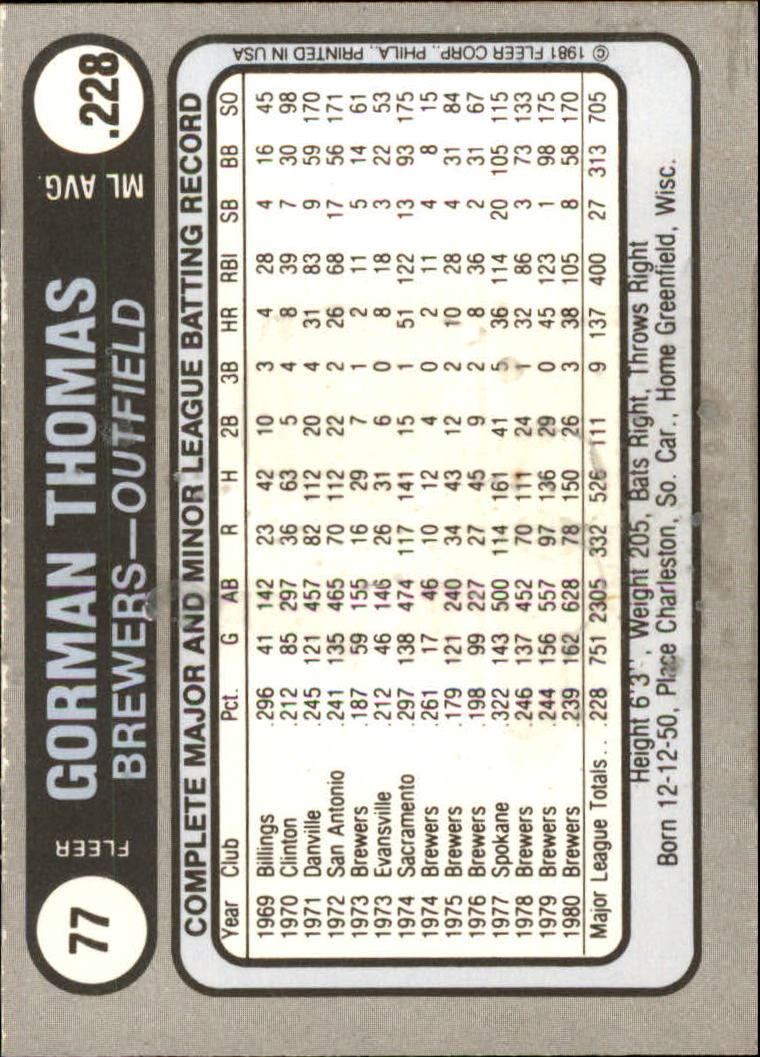 77
FLEER
GORMAN THOMAS
BREWERS—OUTFIELD
ML AVG.
.228
COMPLETE MAJOR AND MINOR LEAGUE BATTING RECORD
Year Club Pct. G AB R H 2B 3B HR RBI SB BB SO
1969 Billings .296 41 142 23 42 10 3 4 28 4 16 45
1970 Clinton .212 85 297 36 63 5 4 8 39 7 30 98
1971 Danville .245 121 457 82 112 20 4 31 83 9 59 170
1972 San Antonio .241 135 465 70 112 22 2 26 68 17 56 171
1973 Brewers .187 59 155 16 29 7 1 2 11 5 14 61
1973 Evansville .212 46 146 26 31 6 0 8 18 3 22 53
1974 Sacramento .297 138 474 117 141 15 1 51 122 13 93 175
1974 Brewers .261 17 46 10 12 4 0 2 11 4 8 15
1975 Brewers .179 121 240 34 43 12 2 10 28 4 31 84
1976 Brewers .198 99 227 27 45 9 2 8 36 2 31 67
1977 Spokane .322 143 500 114 161 41 5 36 114 20 105 115
1978 Brewers .246 137 452 70 111 24 1 32 86 3 73 133
1979 Brewers .244 156 557 97 136 29 0 45 123 1 98 175
1980 Brewers .239 162 628 78 150 26 3 38 105 8 58 170
Major League Totals.. .228 751 2305 332 526 111 9 137 400 27 313 705
Height 6'3", Weight 205, Bats Right, Throws Right
Born 12-12-50, Place Charleston, So. Car., Home Greenfield, Wisc.
© 1981 FLEER CORP., PHILA., PRINTED IN USA